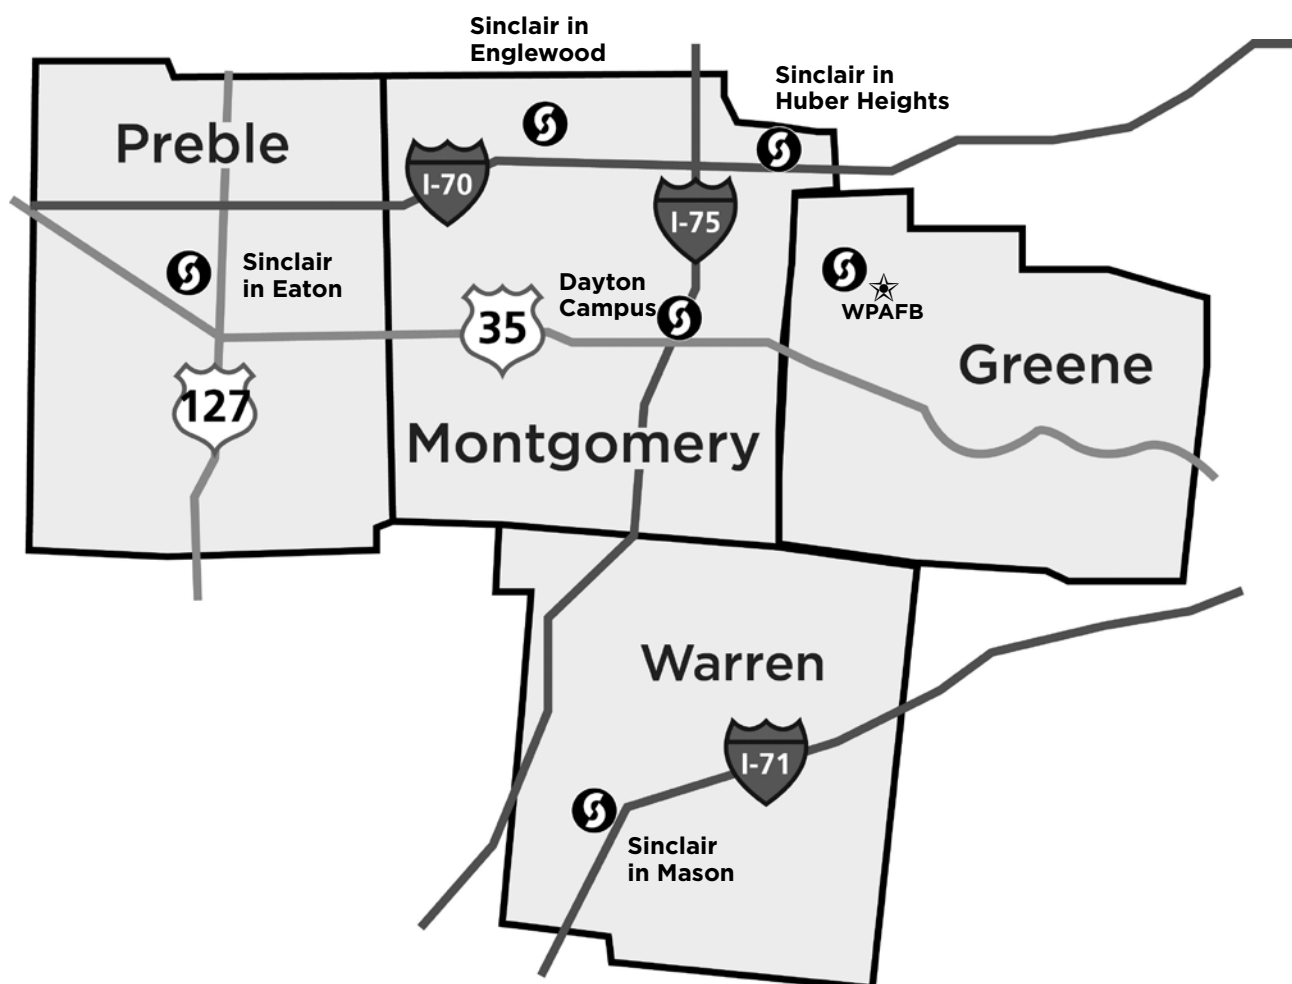 Sinclair in
Englewood
Sinclair in
Huber Heights
Preble
I-70
I-75
Sinclair
in Eaton
Dayton
Campus
WPAFB
35
Greene
127
Montgomery
Warren
I-71
Sinclair
in Mason